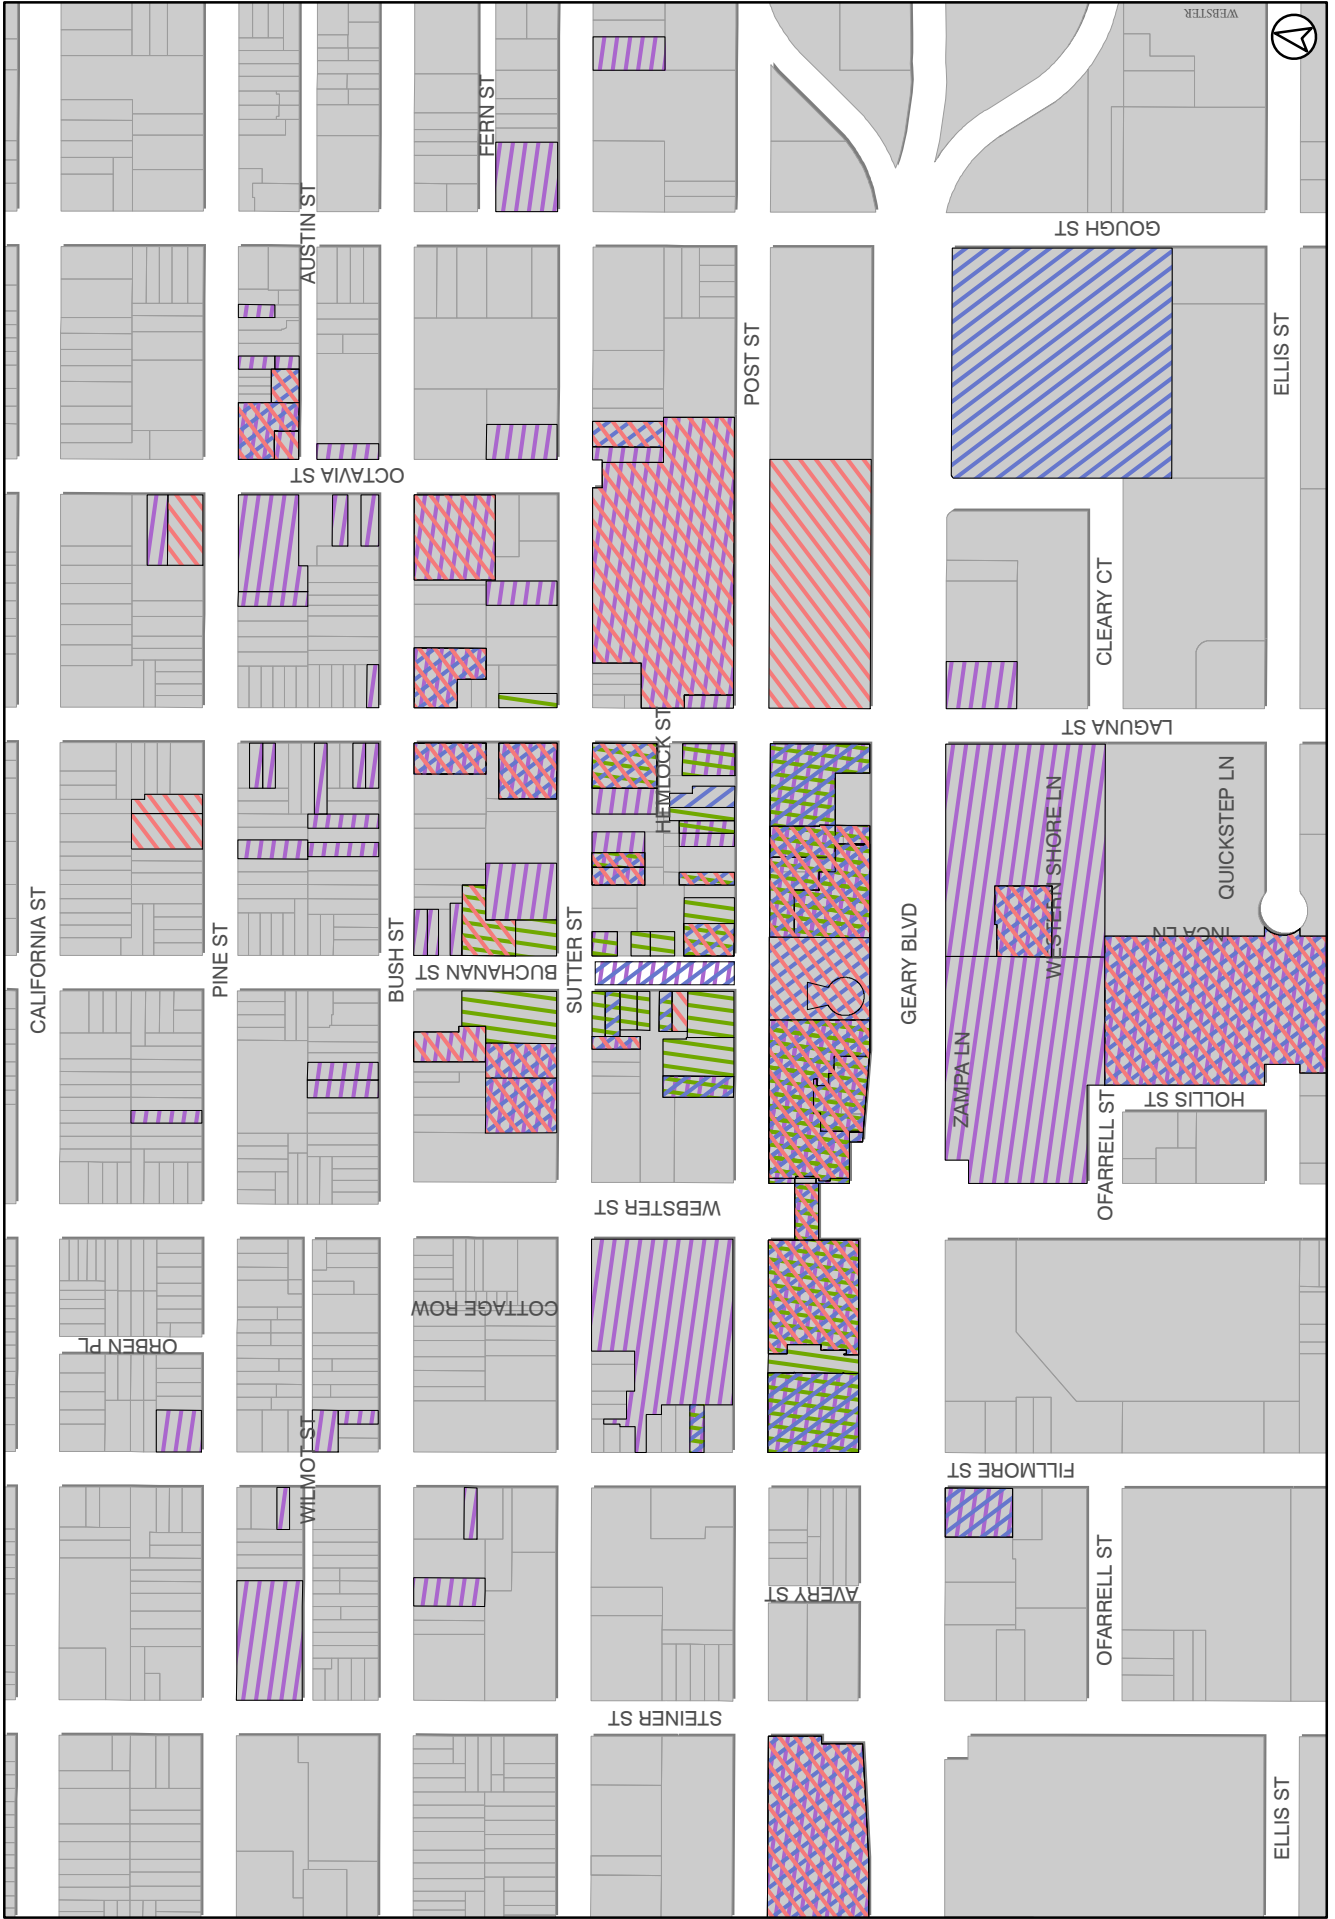 WEBSTER
FERN ST
AUSTIN ST
GOUGH ST
POST ST
ELLIS ST
OCTAVIA ST
CLEARY CT
LAGUNA ST
HEMLOCK ST
WESTERN SHORE LN
QUICKSTEP LN
CALIFORNIA ST
PINE ST
BUSH ST
BUCHANAN ST
SUTTER ST
GEARY BLVD
INCA LN
ZAMPA LN
OFARRELL ST
HOLLIS ST
WEBSTER ST
COTTAGE ROW
ORBEN PL
WILMOT ST
FILLMORE ST
AVERY ST
OFARRELL ST
STEINER ST
ELLIS ST